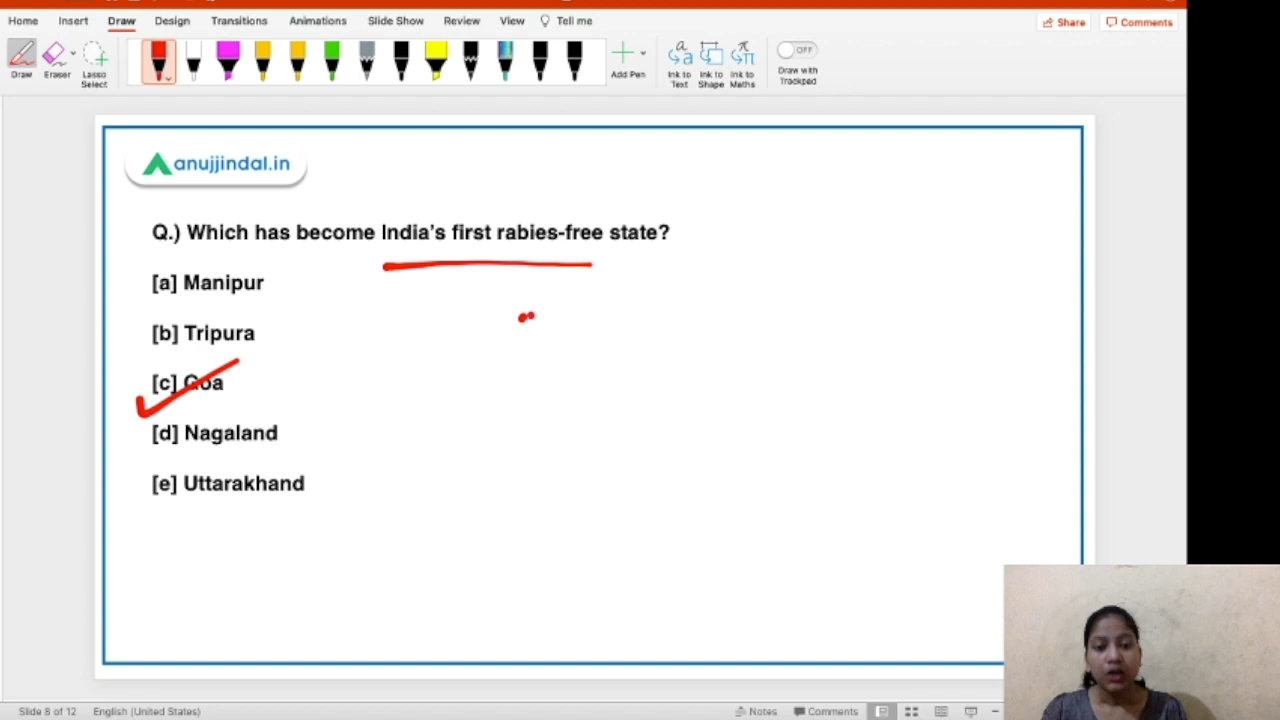 Home Insert Draw Design Transitions Animations Slide Show Review View Tell me Share Comments
Draw Eraser Lasso Select Add Pen Ink to Text Ink to Shape Ink to Maths OFF Draw with Trackpad
anujjindal.in
Q.) Which has become India's first rabies-free state?
[a] Manipur
[b] Tripura
[c] Goa
[d] Nagaland
[e] Uttarakhand
Slide 8 of 12 English (United States) Notes Comments